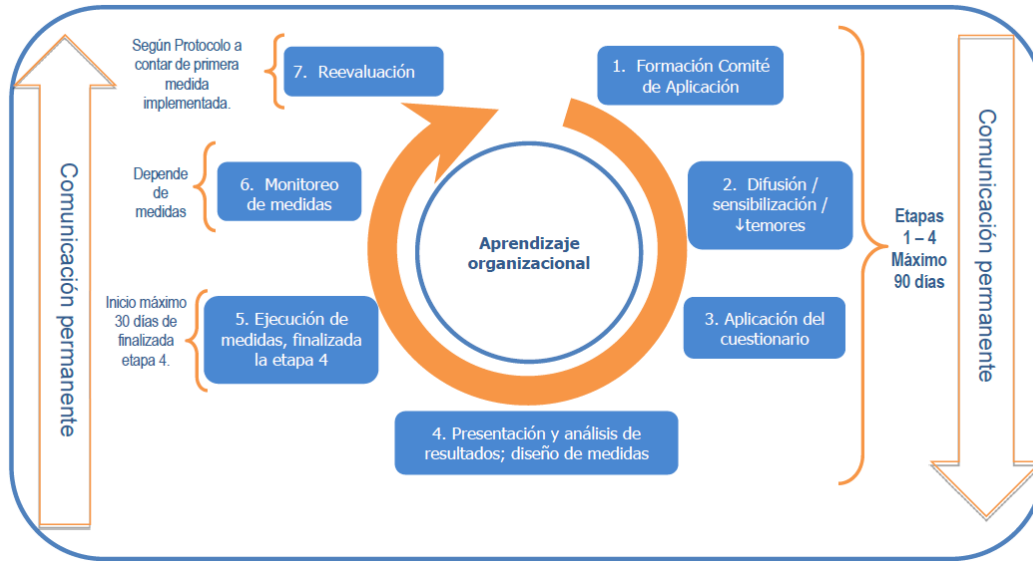 Comunicación permanente
Según Protocolo a
contar de primera
medida
implementada.
7. Reevaluación
1. Formación Comité
de Aplicación
Depende
de
medidas
6. Monitoreo
de medidas
2. Difusión /
sensibilización /
↓temores
Aprendizaje
organizacional
Etapas
1 – 4
Máximo
90 días
Inicio máximo
30 días de
finalizada
etapa 4.
5. Ejecución de
medidas, finalizada
la etapa 4
3. Aplicación del
cuestionario
4. Presentación y análisis de
resultados; diseño de medidas
Comunicación permanente